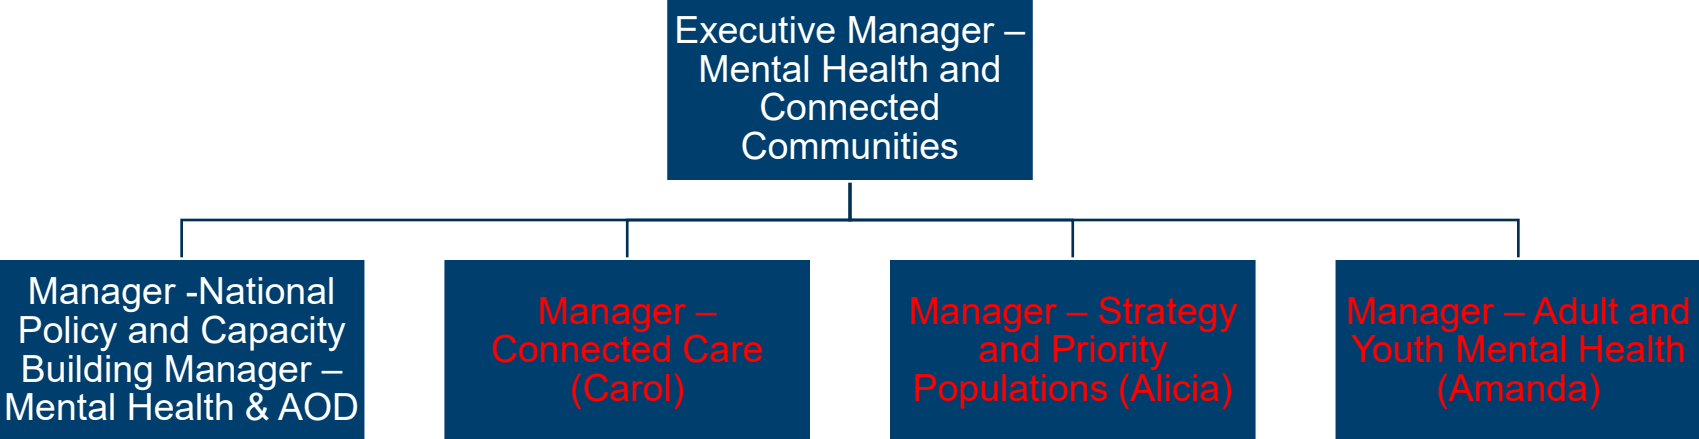 Executive Manager –
Mental Health and
Connected
Communities
Manager -National
Policy and Capacity
Building Manager –
Mental Health & AOD
Manager –
Connected Care
(Carol)
Manager – Strategy
and Priority
Populations (Alicia)
Manager – Adult and
Youth Mental Health
(Amanda)